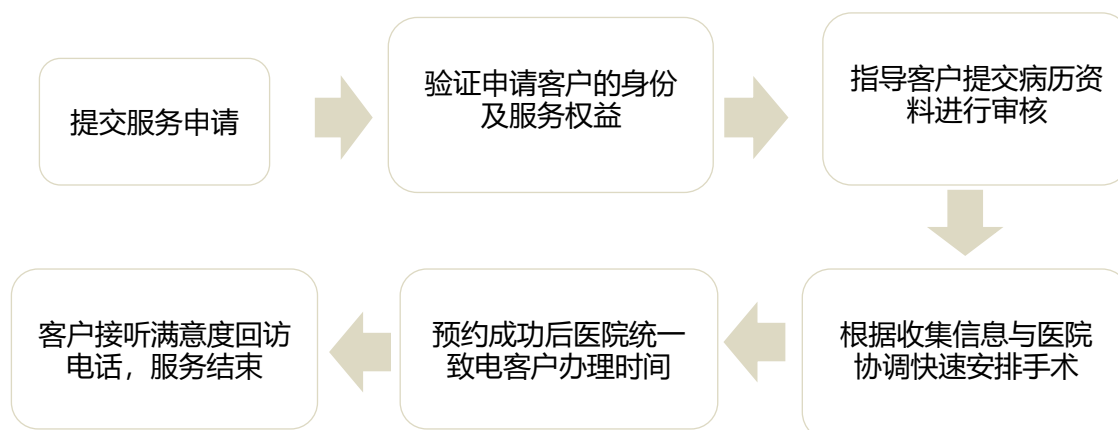 提交服务申请
验证申请客户的身份
及服务权益
指导客户提交病历资
料进行审核
根据收集信息与医院
协调快速安排手术
预约成功后医院统一
致电客户办理时间
客户接听满意度回访
电话，服务结束